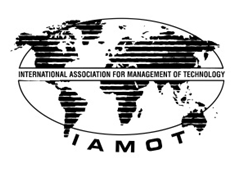 INTERNATIONAL ASSOCIATION FOR MANAGEMENT OF TECHNOLOGY
IAMOT